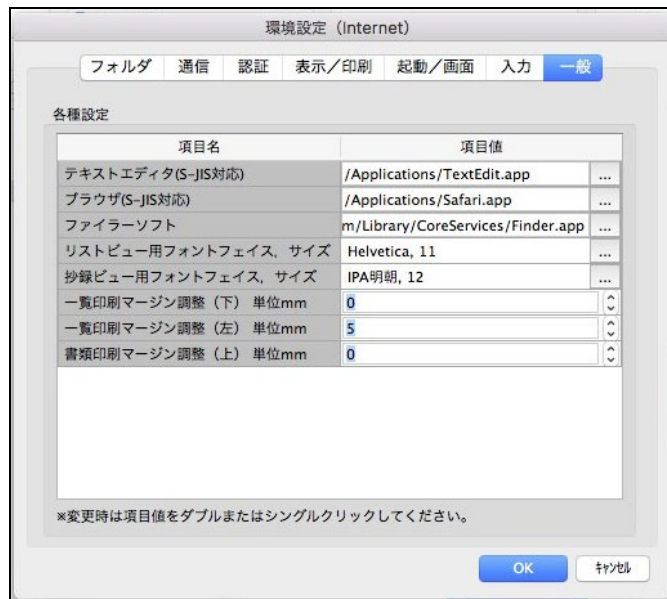 環境設定（Internet）
フォルダ 通信 認証 表示／印刷 起動／画面 入力 一般
各種設定
項目名 項目値
テキストエディタ(S-JIS対応) /Applications/TextEdit.app ...
ブラウザ(S-JIS対応) /Applications/Safari.app ...
ファイラーソフト m/Library/CoreServices/Finder.app ...
リストビュー用フォントフェイス，サイズ Helvetica, 11 ...
抄録ビュー用フォントフェイス，サイズ IPA明朝, 12 ...
一覧印刷マージン調整（下） 単位mm 0
一覧印刷マージン調整（左） 単位mm 5
書類印刷マージン調整（上） 単位mm 0
※変更時は項目値をダブルまたはシングルクリックしてください。
OK ｷｬﾝｾﾙ